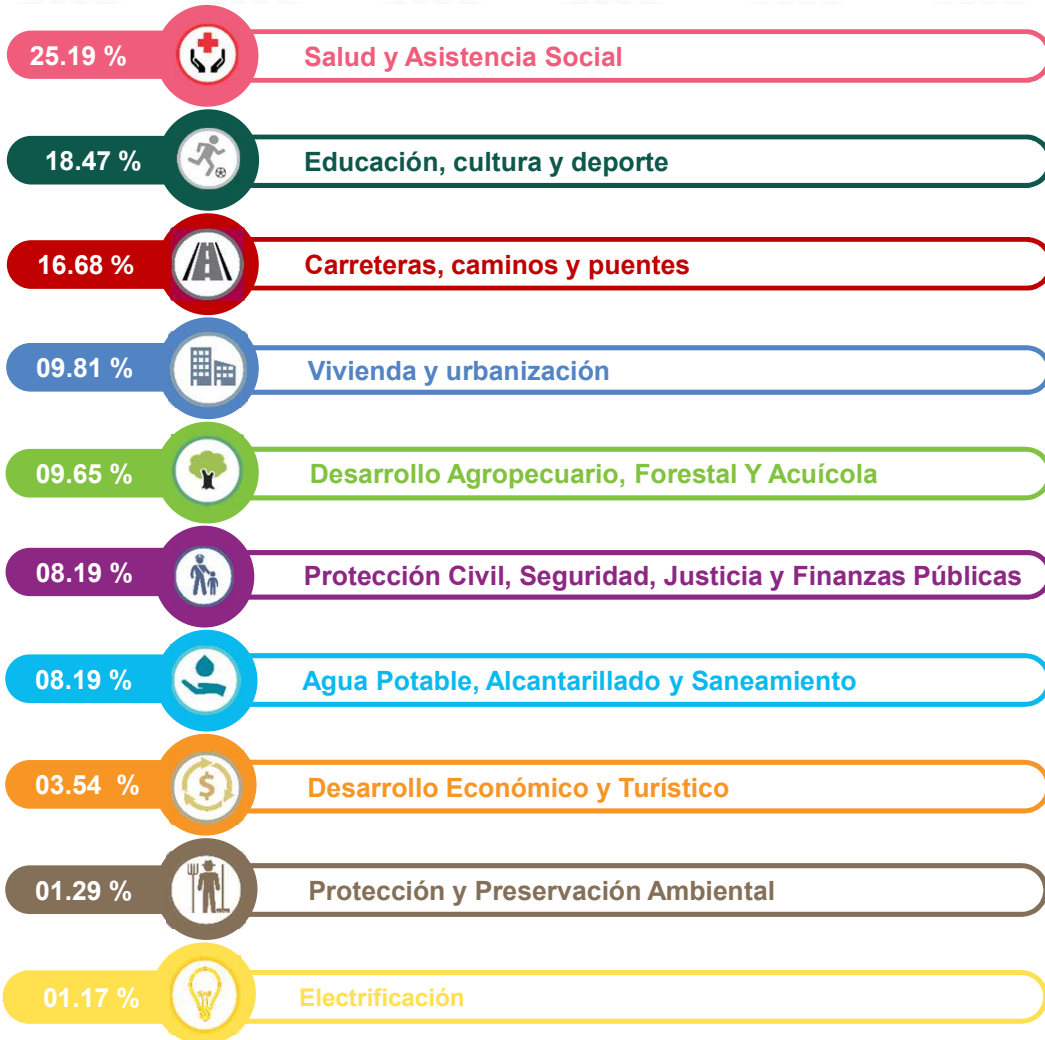 25.19 % Salud y Asistencia Social
18.47 % Educación, cultura y deporte
16.68 % Carreteras, caminos y puentes
09.81 % Vivienda y urbanización
09.65 % Desarrollo Agropecuario, Forestal Y Acuícola
08.19 % Protección Civil, Seguridad, Justicia y Finanzas Públicas
08.19 % Agua Potable, Alcantarillado y Saneamiento
03.54 % $ Desarrollo Económico y Turístico
01.29 % Protección y Preservación Ambiental
01.17 % Electrificación